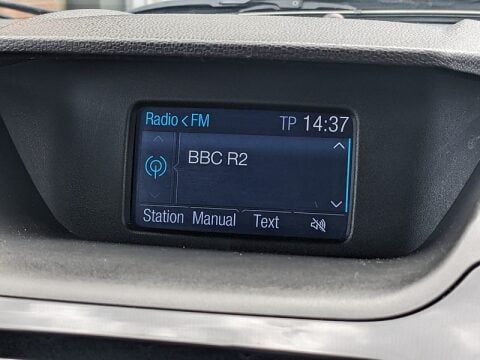 Radio < FM TP 14:37
BBC R2
Station Manual Text